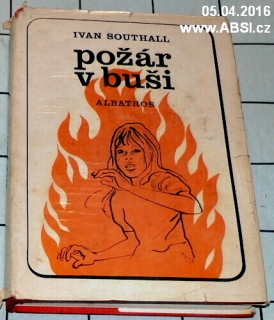 05.04.2016
www.ABSI.cz
IVAN SOUTHALL
požár
v buši
ALBATROS